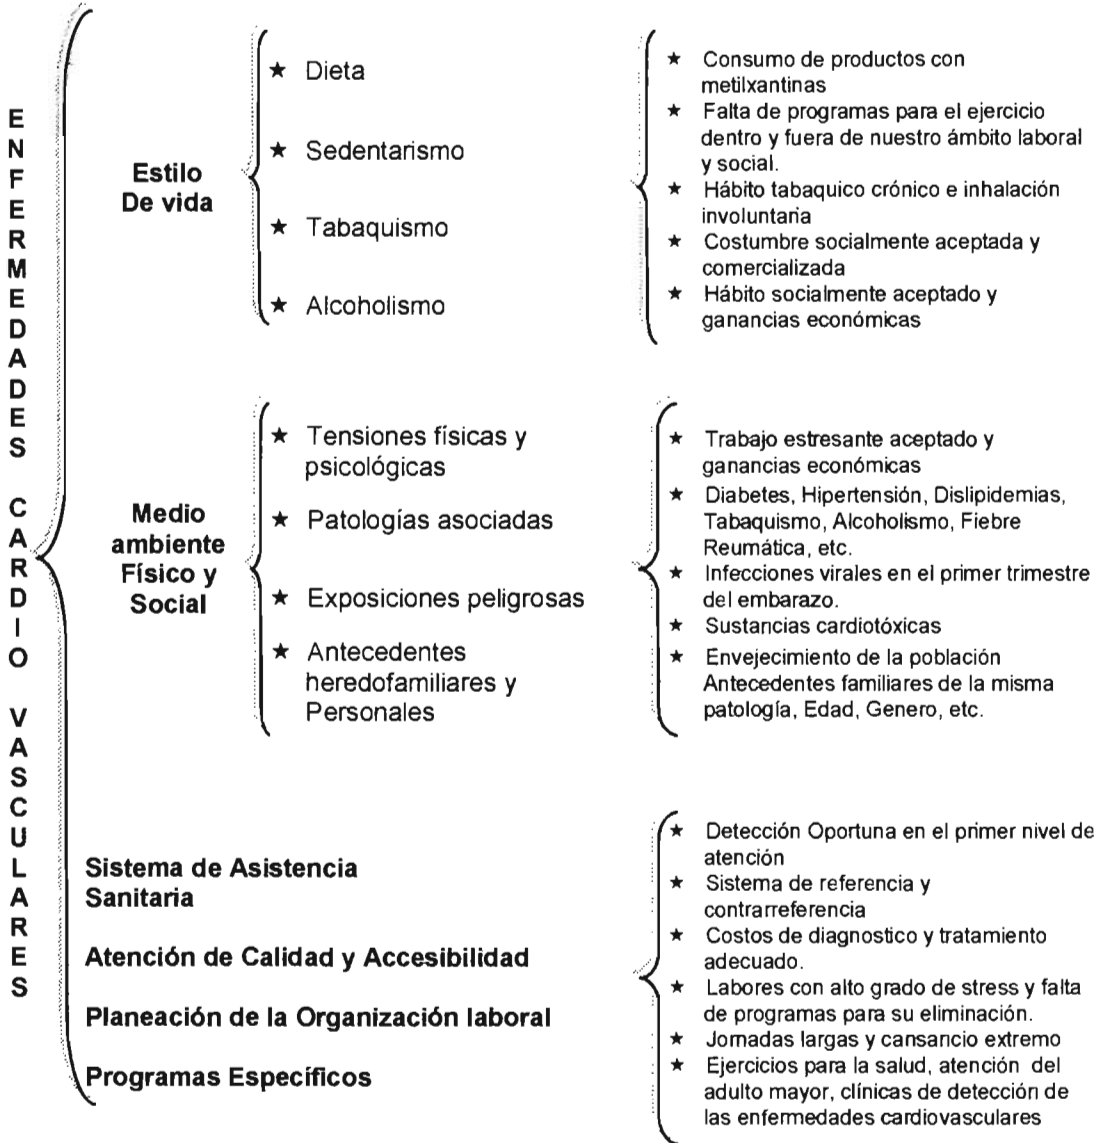 ENFERMEDADES CARDIO VASCULARES
Estilo
De vida
★ Dieta
★ Sedentarismo
★ Tabaquismo
★ Alcoholismo
★ Consumo de productos con
metilxantinas
★ Falta de programas para el ejercicio
dentro y fuera de nuestro ámbito laboral
y social.
★ Hábito tabaquico crónico e inhalación
involuntaria
★ Costumbre socialmente aceptada y
comercializada
★ Hábito socialmente aceptado y
ganancias económicas
Medio
ambiente
Físico y
Social
★ Tensiones físicas y
psicológicas
★ Patologías asociadas
★ Exposiciones peligrosas
★ Antecedentes
heredofamiliares y
Personales
★ Trabajo estresante aceptado y
ganancias económicas
★ Diabetes, Hipertensión, Dislipidemias,
Tabaquismo, Alcoholismo, Fiebre
Reumática, etc.
★ Infecciones virales en el primer trimestre
del embarazo.
★ Sustancias cardiotóxicas
★ Envejecimiento de la población
Antecedentes familiares de la misma
patología, Edad, Genero, etc.
Sistema de Asistencia
Sanitaria
Atención de Calidad y Accesibilidad
Planeación de la Organización laboral
Programas Específicos
★ Detección Oportuna en el primer nivel de
atención
★ Sistema de referencia y
contrarreferencia
★ Costos de diagnostico y tratamiento
adecuado.
★ Labores con alto grado de stress y falta
de programas para su eliminación.
★ Jornadas largas y cansancio extremo
★ Ejercicios para la salud, atención del
adulto mayor, clínicas de detección de
las enfermedades cardiovasculares